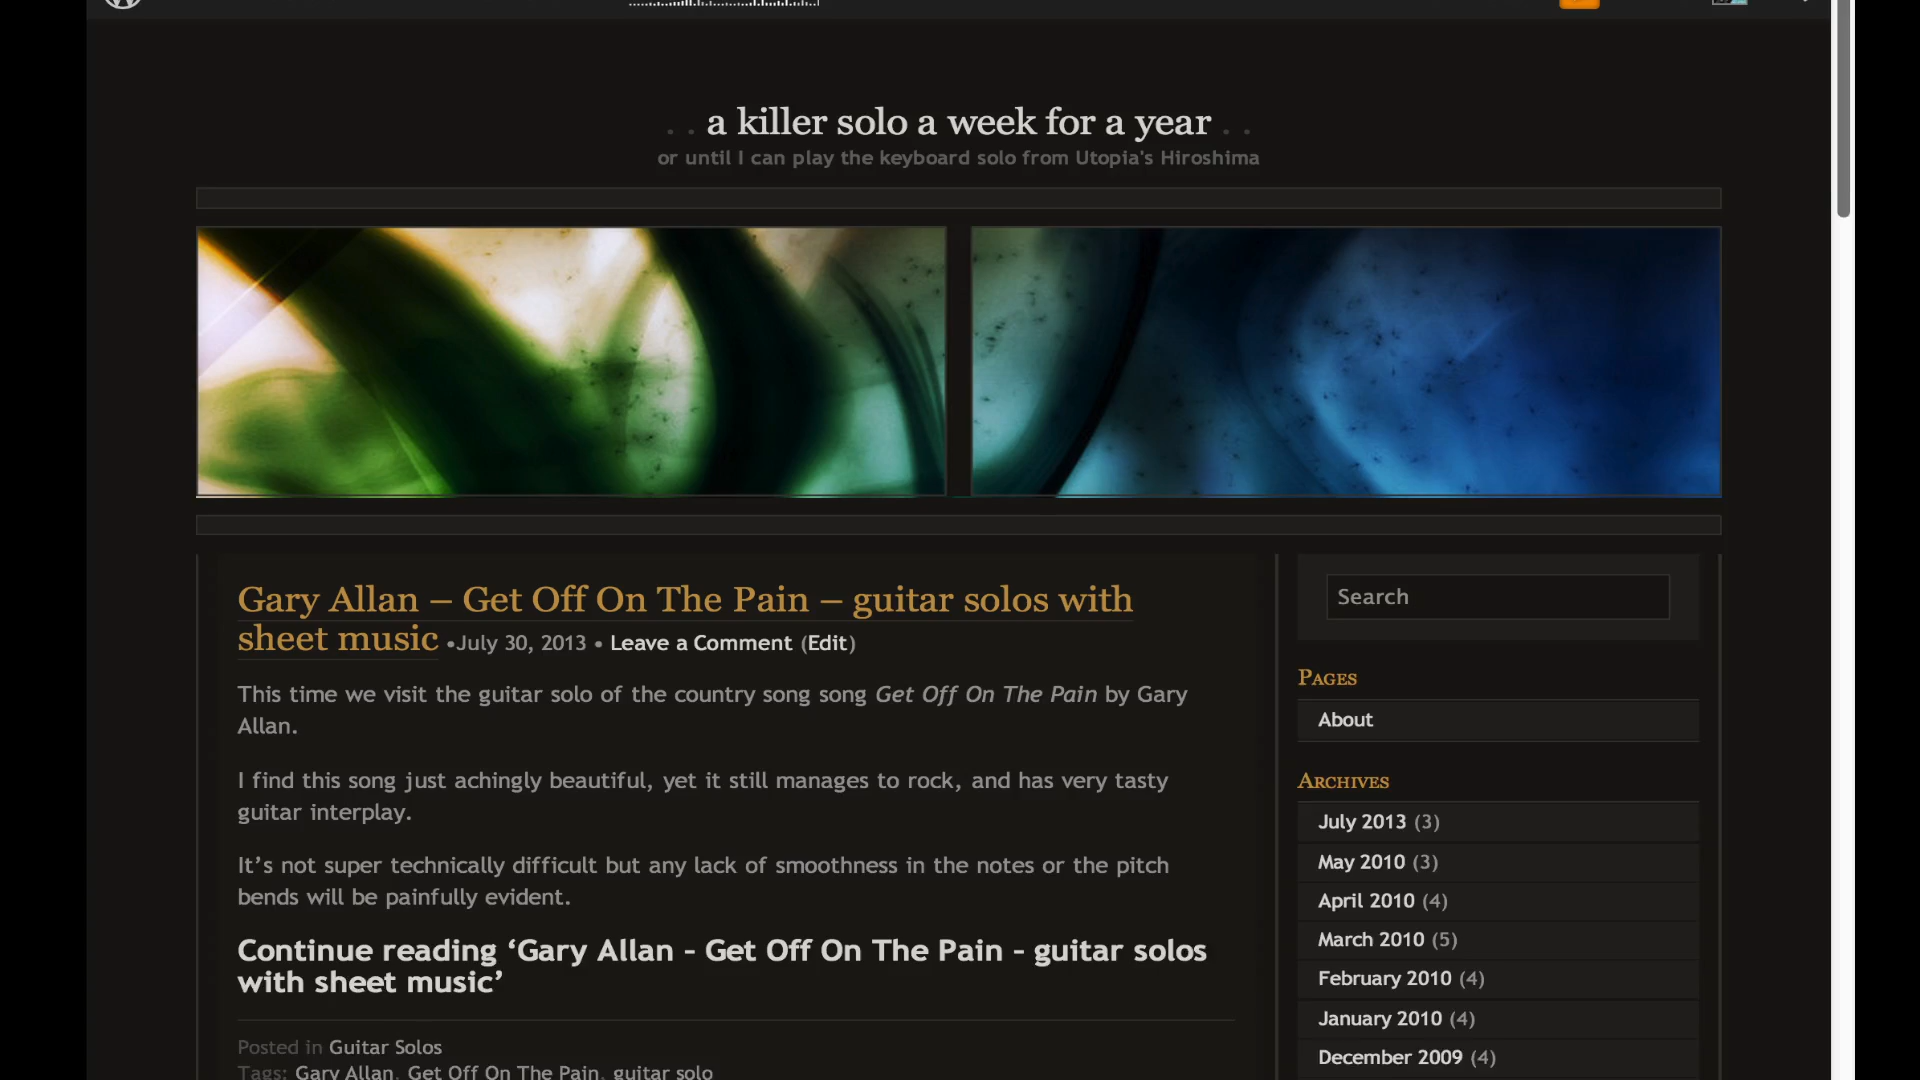 . . a killer solo a week for a year . .
or until I can play the keyboard solo from Utopia's Hiroshima
Gary Allan – Get Off On The Pain – guitar solos with
sheet music •July 30, 2013 • Leave a Comment (Edit)
This time we visit the guitar solo of the country song song Get Off On The Pain by Gary
Allan.
I find this song just achingly beautiful, yet it still manages to rock, and has very tasty
guitar interplay.
It’s not super technically difficult but any lack of smoothness in the notes or the pitch
bends will be painfully evident.
Continue reading ‘Gary Allan - Get Off On The Pain - guitar solos
with sheet music’
Posted in Guitar Solos
Tags: Gary Allan, Get Off On The Pain, guitar solo
Search
Pages
About
Archives
July 2013 (3)
May 2010 (3)
April 2010 (4)
March 2010 (5)
February 2010 (4)
January 2010 (4)
December 2009 (4)